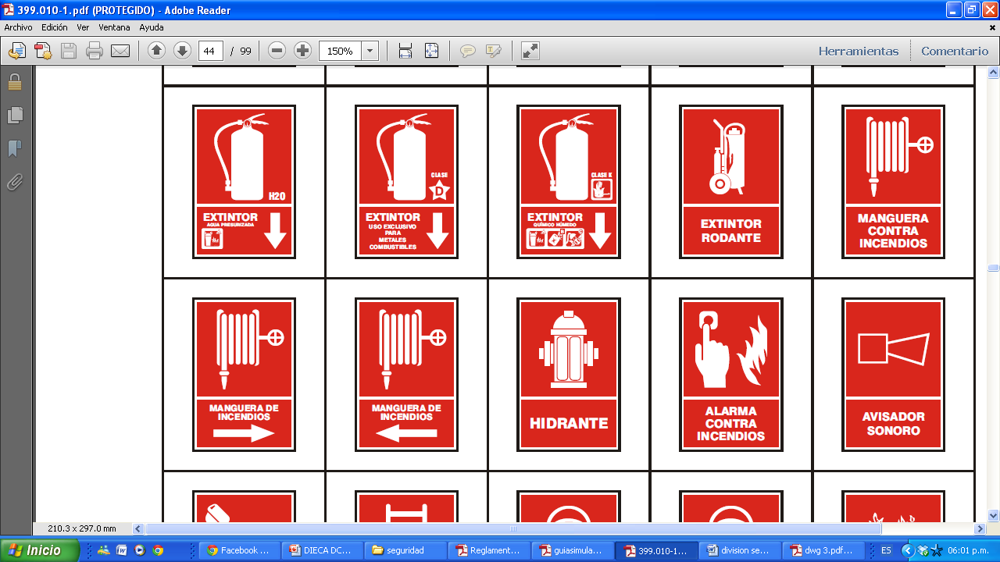 399.010-1.pdf (PROTEGIDO) - Adobe Reader
Archivo Edición Ver Ventana Ayuda
44 / 99 150% Herramientas Comentario
H2O
EXTINTOR
AGUA PRESURIZADA
CLASE
D
EXTINTOR
USO EXCLUSIVO
PARA
METALES
COMBUSTIBLES
CLASE K
EXTINTOR
QUÍMICO HÚMEDO
EXTINTOR
RODANTE
MANGUERA
CONTRA
INCENDIOS
MANGUERA DE
INCENDIOS
MANGUERA DE
INCENDIOS
HIDRANTE
ALARMA
CONTRA
INCENDIOS
AVISADOR
SONORO
210.3 x 297.0 mm
Inicio Facebook ... DIECA DC... seguridad Reglament... guiasimula... 399.010-1... division se... dwg 3.pdf... ES 06:01 p.m.